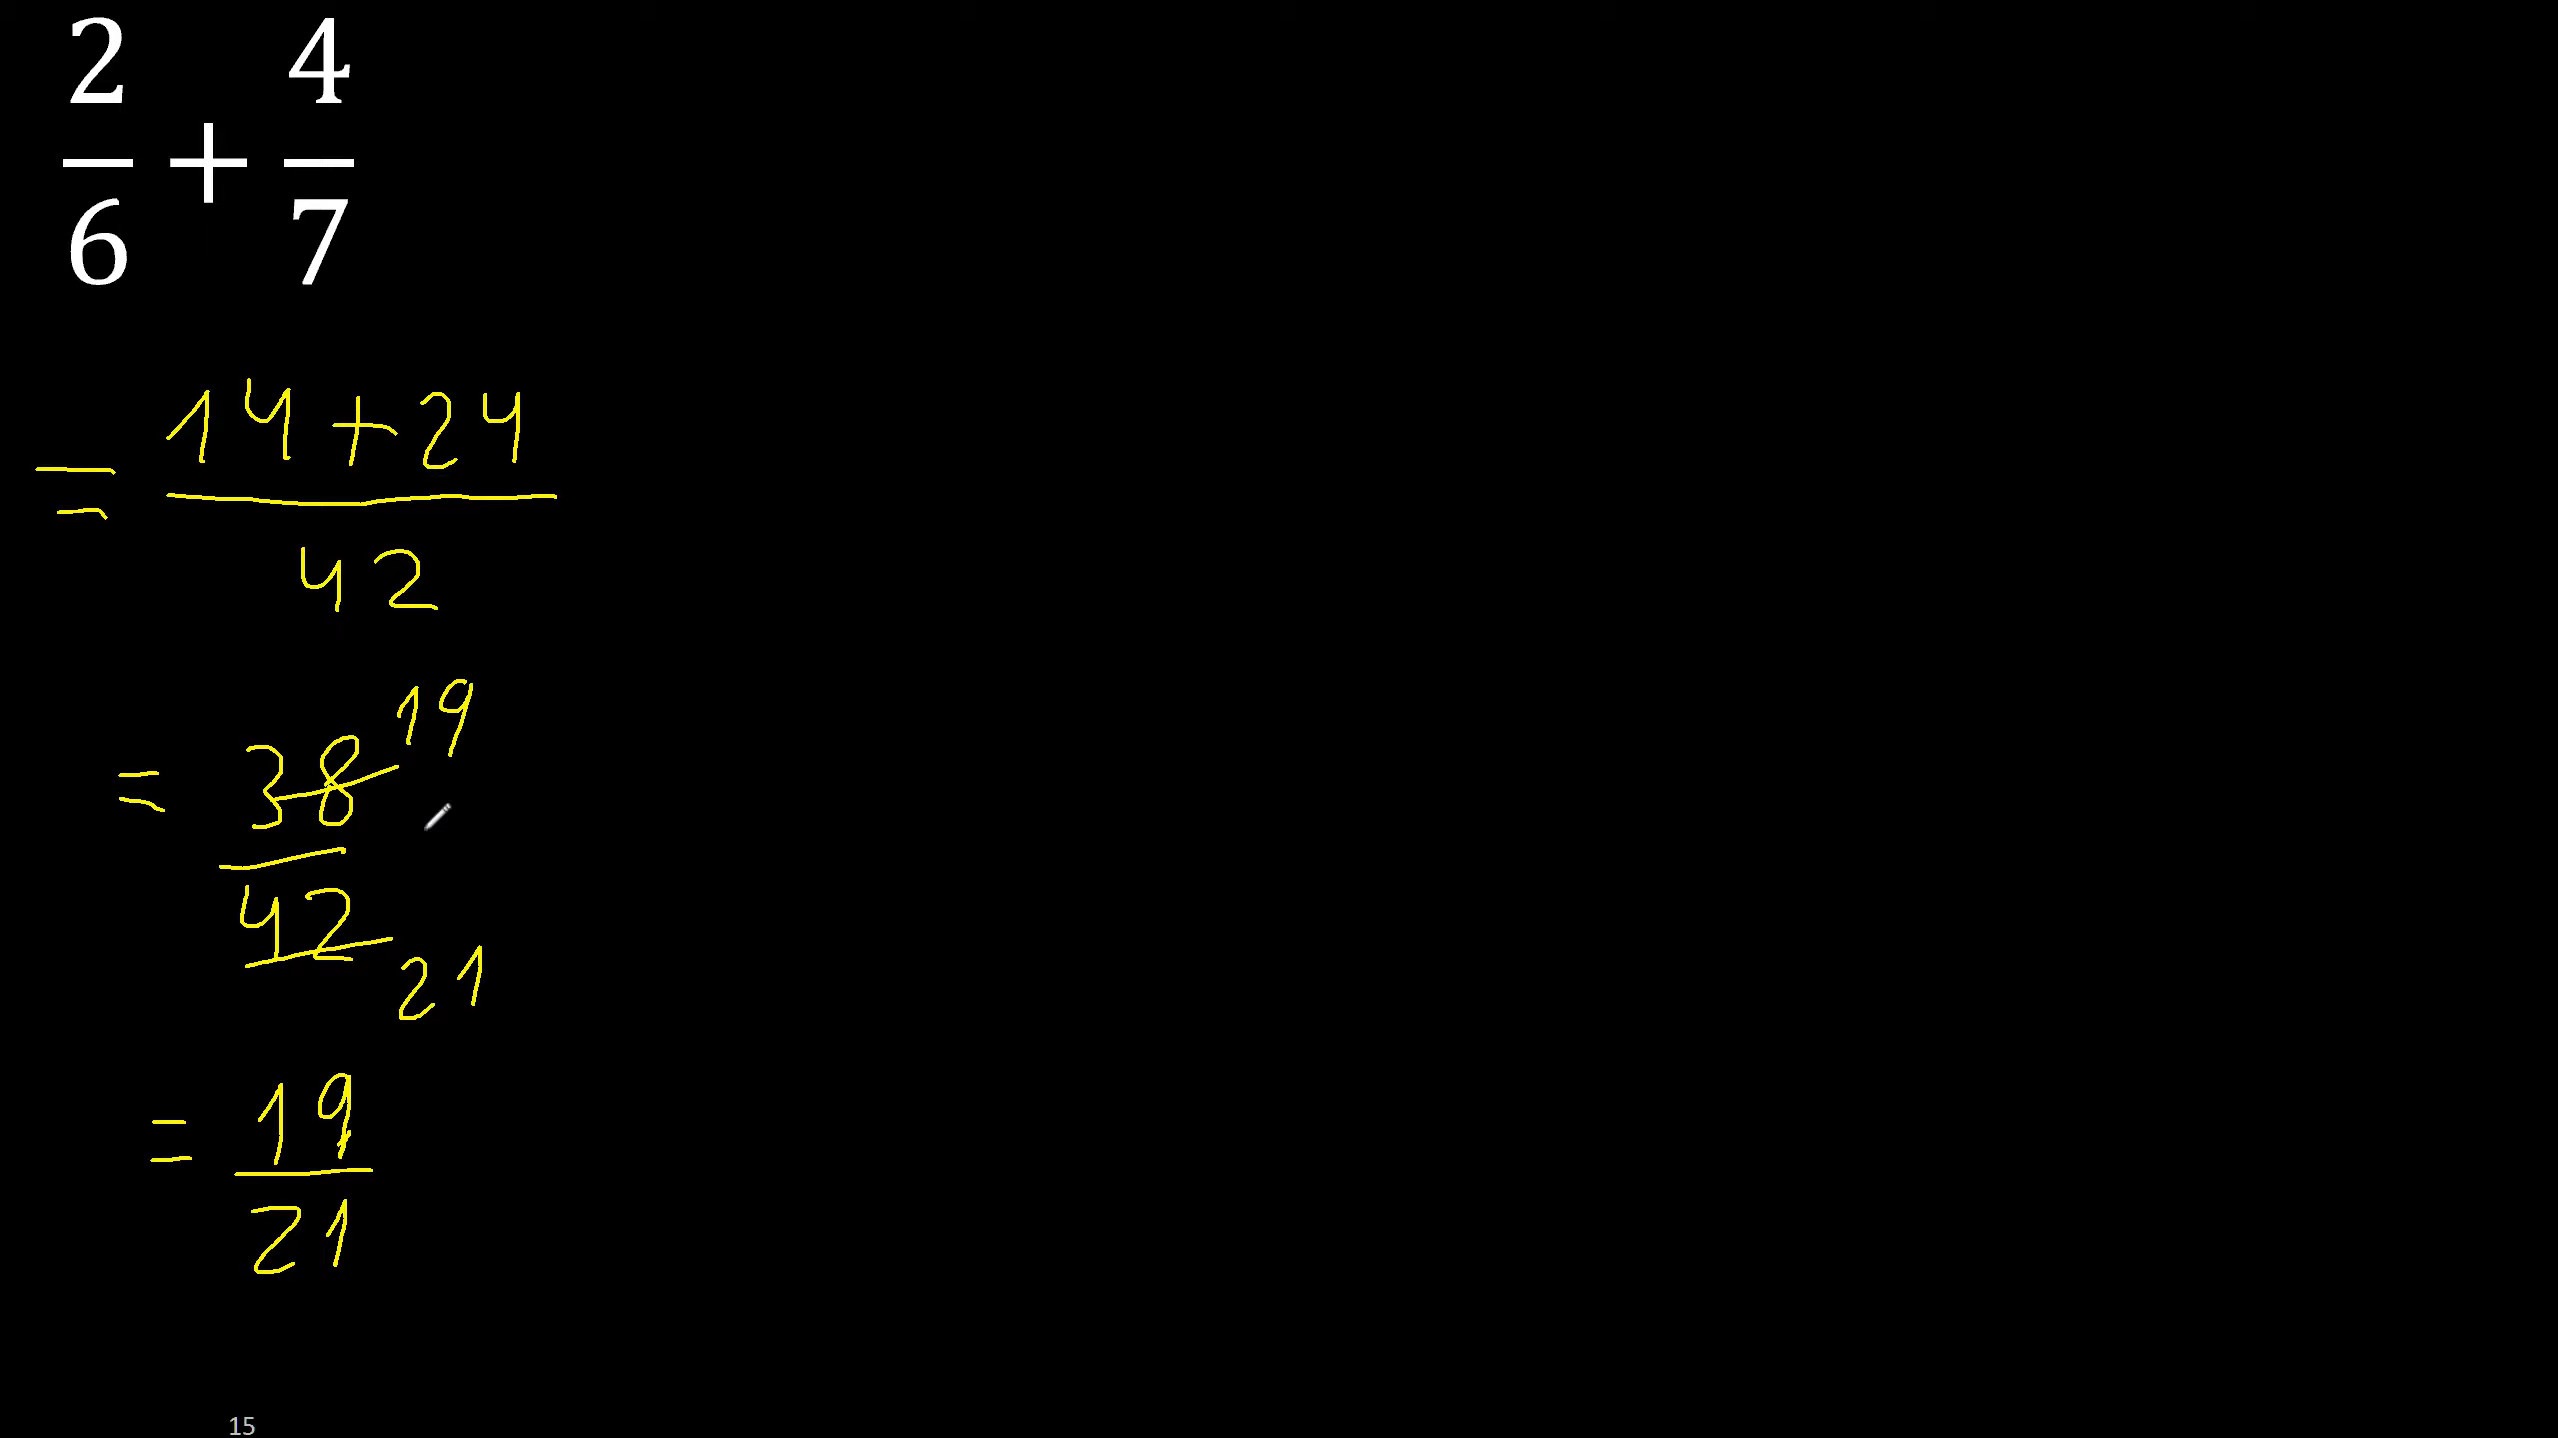 2/6 + 4/7
= (14+24)/42
= 38/42 19 21
= 19/21
15